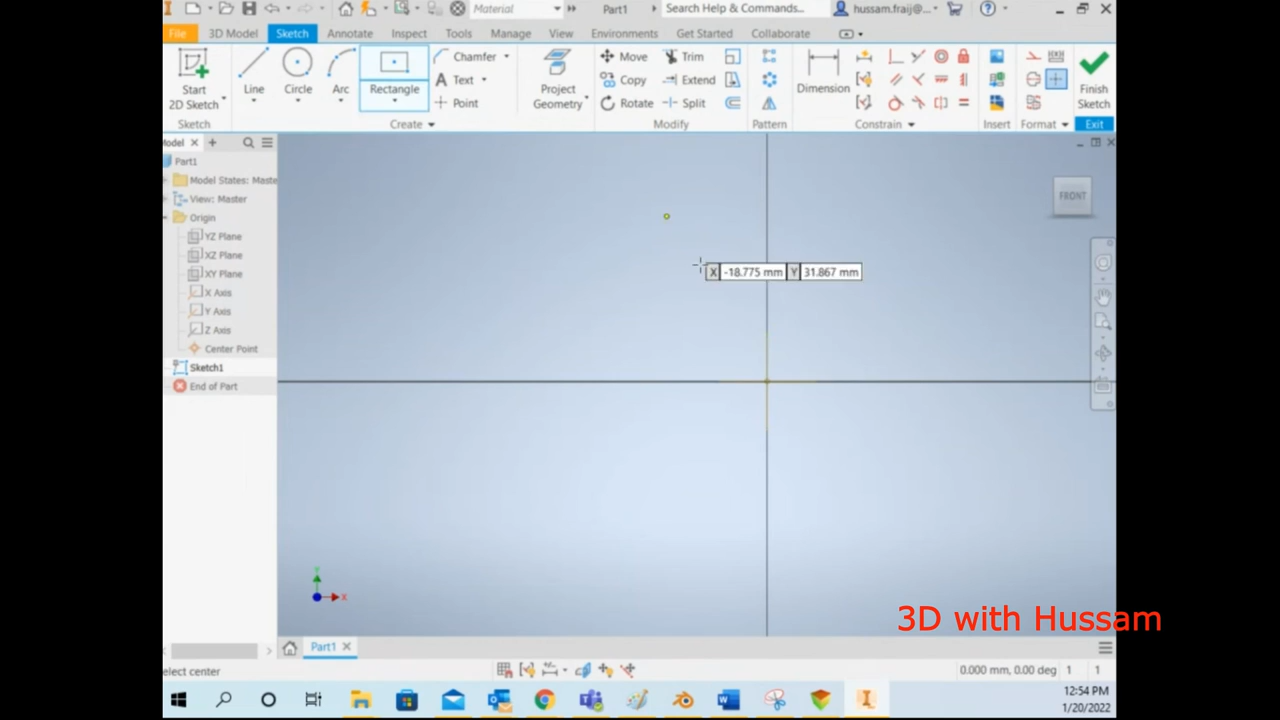 Material Part1 Search Help & Commands... hussam.fraij@...
File 3D Model Sketch Annotate Inspect Tools Manage View Environments Get Started Collaborate
Start 2D Sketch Line Circle Arc Rectangle Chamfer Text Point Project Geometry Move Copy Rotate Trim Extend Split Dimension Finish Sketch
Sketch Create Modify Pattern Constrain Insert Format Exit
Model
Part1
Model States: Maste
View: Master
Origin
YZ Plane
XZ Plane
XY Plane
X Axis
Y Axis
Z Axis
Center Point
Sketch1
End of Part
FRONT
X -18.775 mm Y 31.867 mm
Y
X
3D with Hussam
Part1
elect center 0.000 mm, 0.00 deg 1 1
12:54 PM
1/20/2022